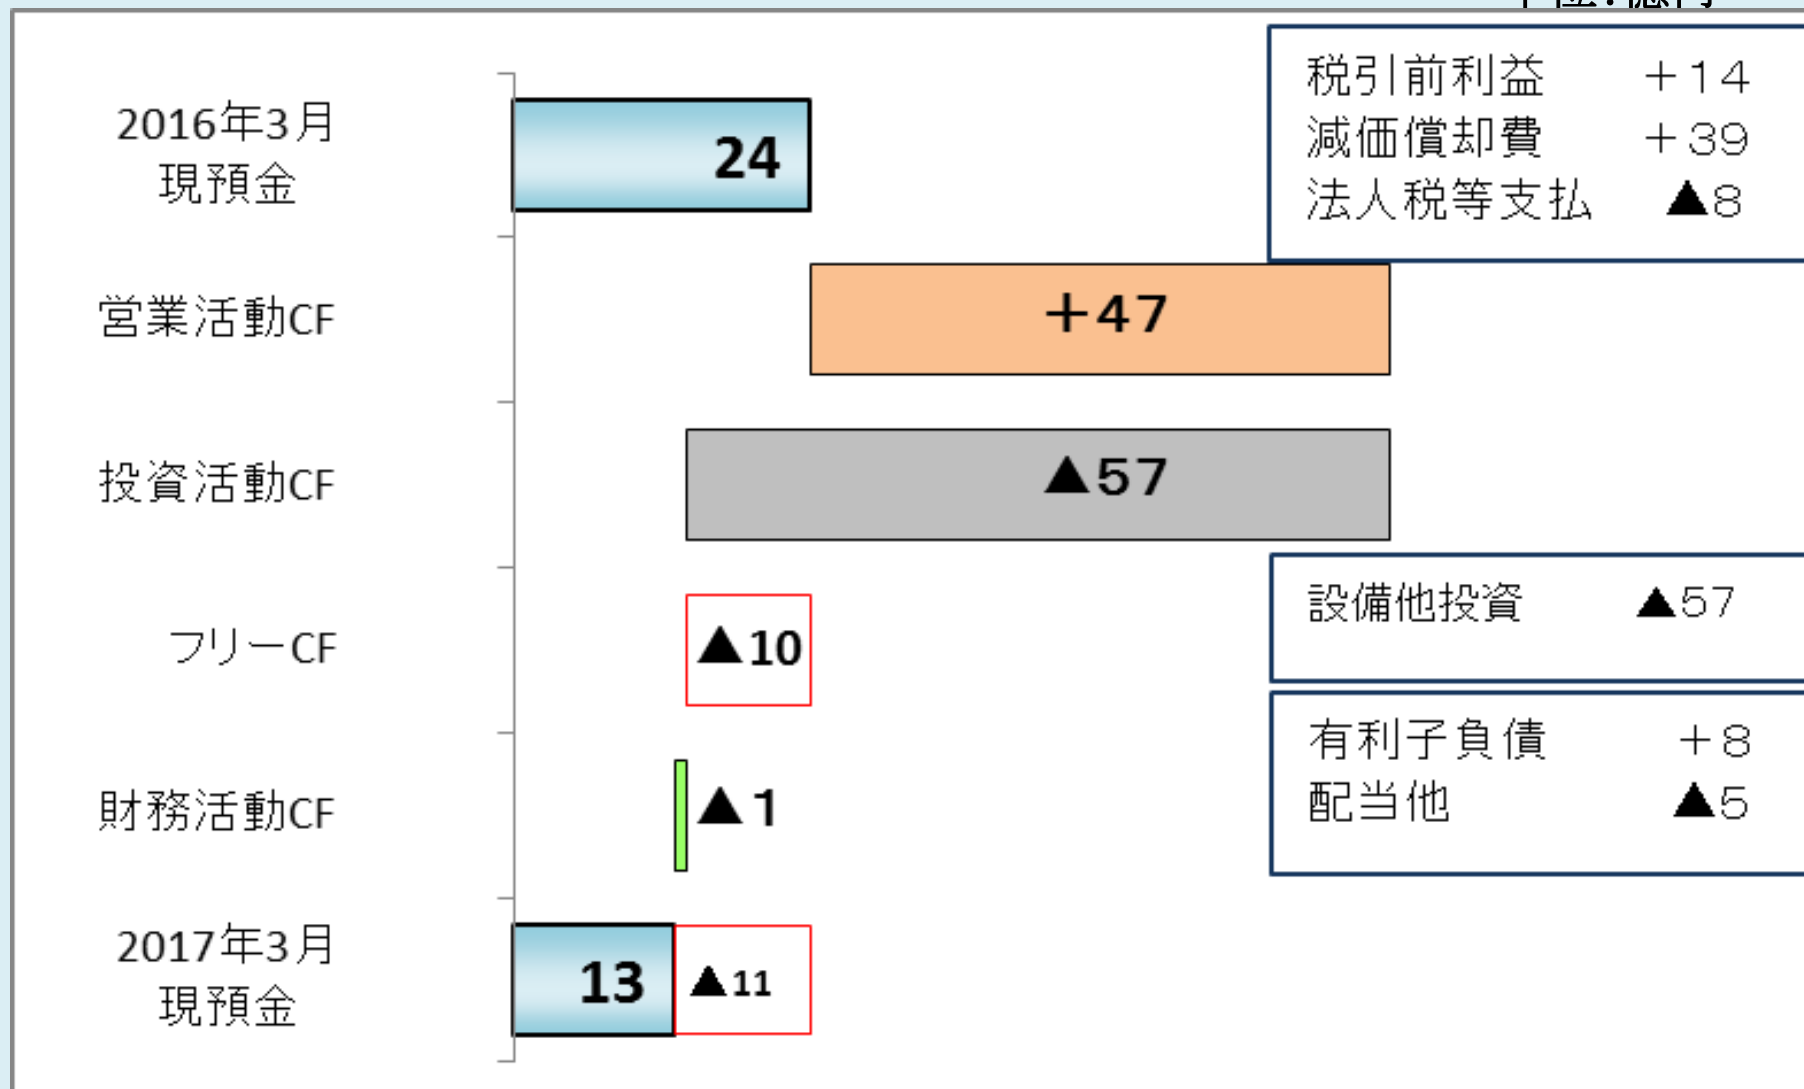 2016年3月
現預金
24
税引前利益 +14
減価償却費 +39
法人税等支払 ▲8
営業活動CF
+47
投資活動CF
▲57
設備他投資 ▲57
フリーCF
▲10
有利子負債 +8
配当他 ▲5
財務活動CF
▲1
2017年3月
現預金
13
▲11